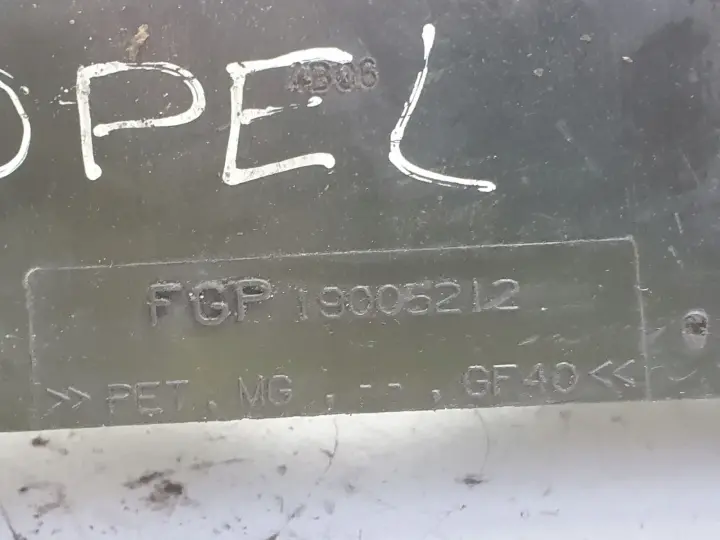 OPEL
4B06
FGP 19005212
>> PET , MG , -- , GF40 <<